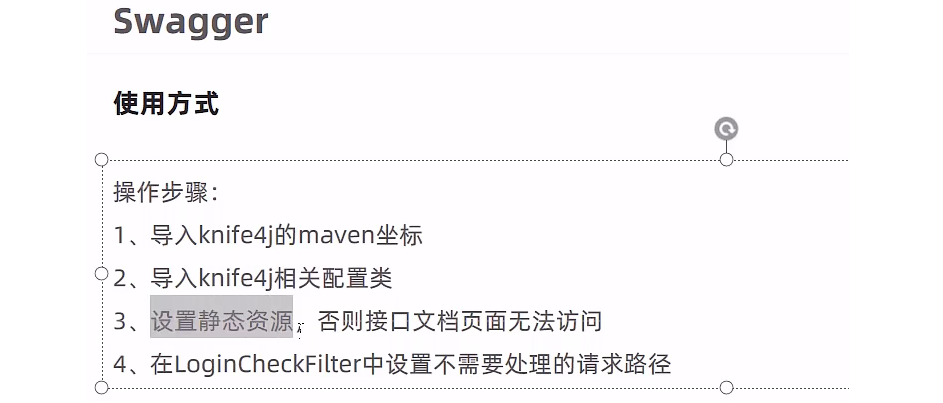 Swagger
使用方式
操作步骤：
1、导入knife4j的maven坐标
2、导入knife4j相关配置类
3、设置静态资源，否则接口文档页面无法访问
4、在LoginCheckFilter中设置不需要处理的请求路径